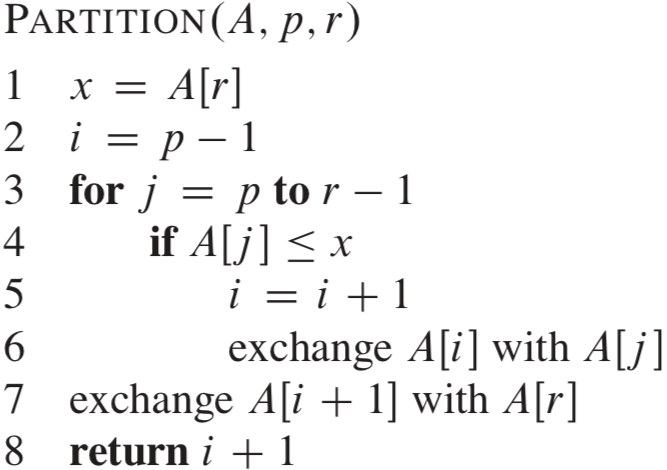 PARTITION(A, p, r)
1 x = A[r]
2 i = p − 1
3 for j = p to r − 1
4 if A[j] ≤ x
5 i = i + 1
6 exchange A[i] with A[j]
7 exchange A[i + 1] with A[r]
8 return i + 1